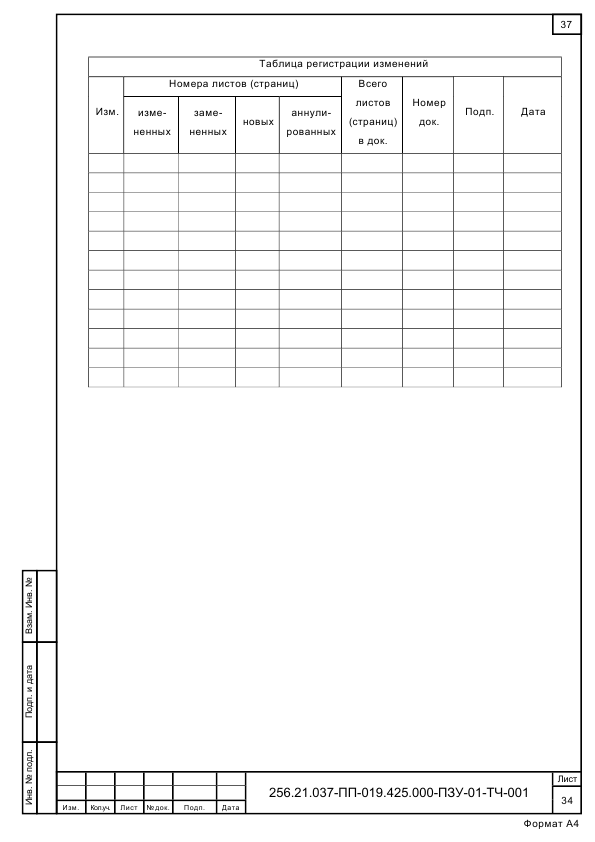 37
Таблица регистрации изменений
Изм.
Номера листов (страниц)
изме-
ненных
заме-
ненных
новых
аннули-
рованных
Всего
листов
(страниц)
в док.
Номер
док.
Подп.
Дата
Взам. Инв. №
Подп. и дата
Инв. № подл.
Изм. Кол.уч. Лист №док. Подп. Дата
256.21.037-ПП-019.425.000-ПЗУ-01-ТЧ-001
Лист
34
Формат А4